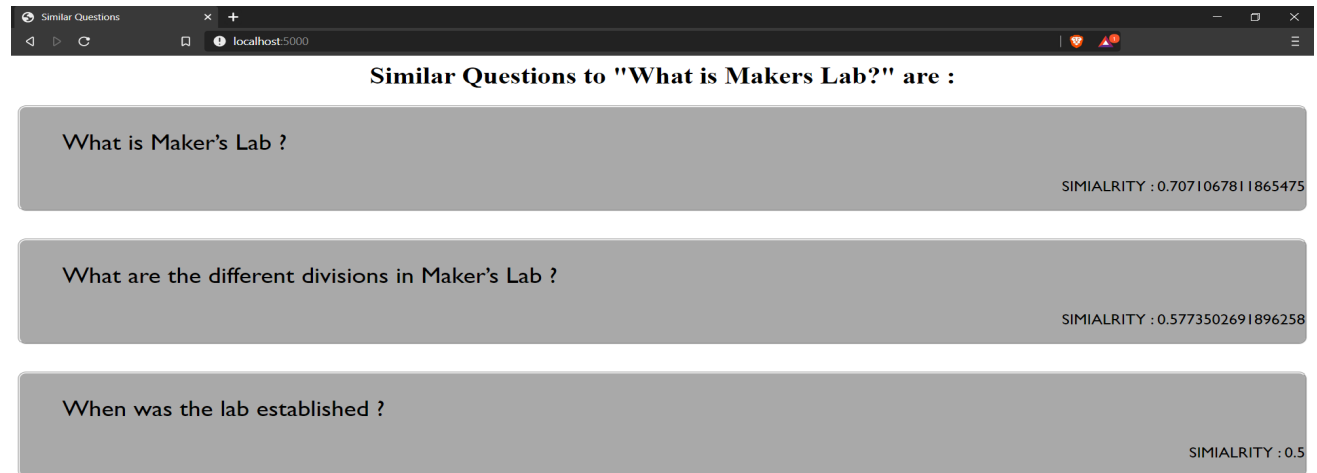 Similar Questions
localhost:5000
1
Similar Questions to "What is Makers Lab?" are :
What is Maker’s Lab ?
SIMIALRITY : 0.7071067811865475
What are the different divisions in Maker’s Lab ?
SIMIALRITY : 0.5773502691896258
When was the lab established ?
SIMIALRITY : 0.5